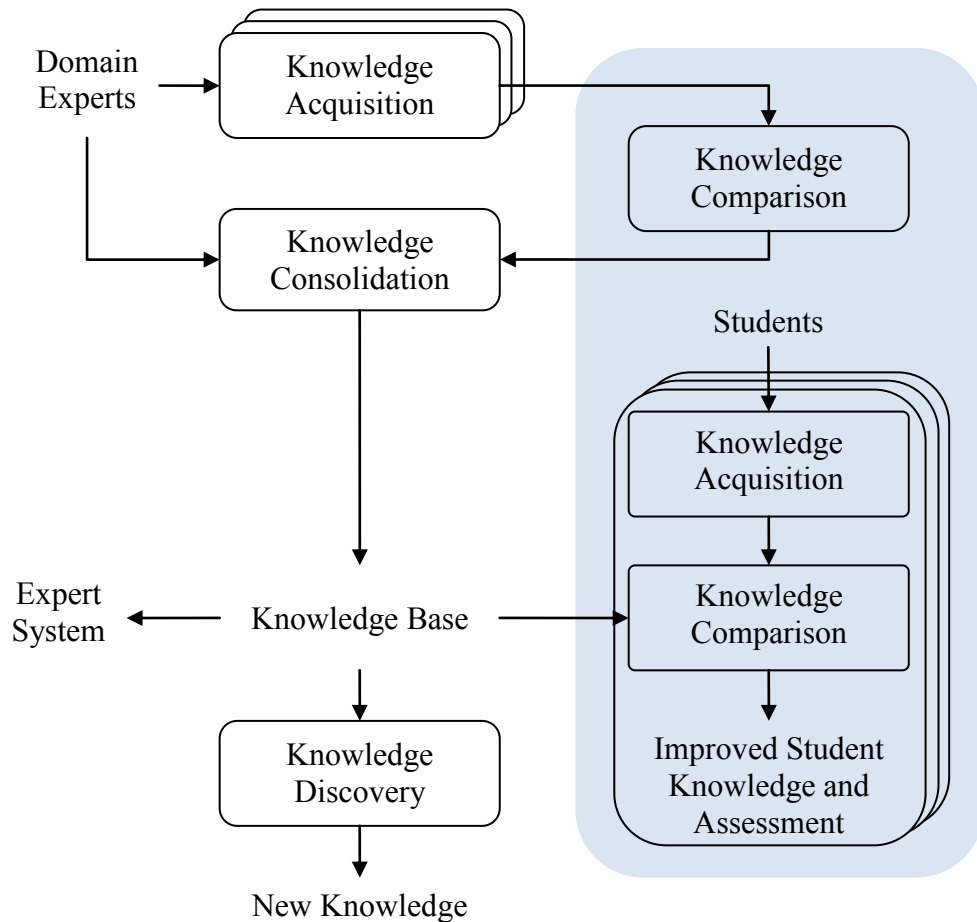 Domain
Experts
Knowledge
Acquisition
Knowledge
Comparison
Knowledge
Consolidation
Students
Knowledge
Acquisition
Expert
System
Knowledge Base
Knowledge
Comparison
Knowledge
Discovery
Improved Student
Knowledge and
Assessment
New Knowledge